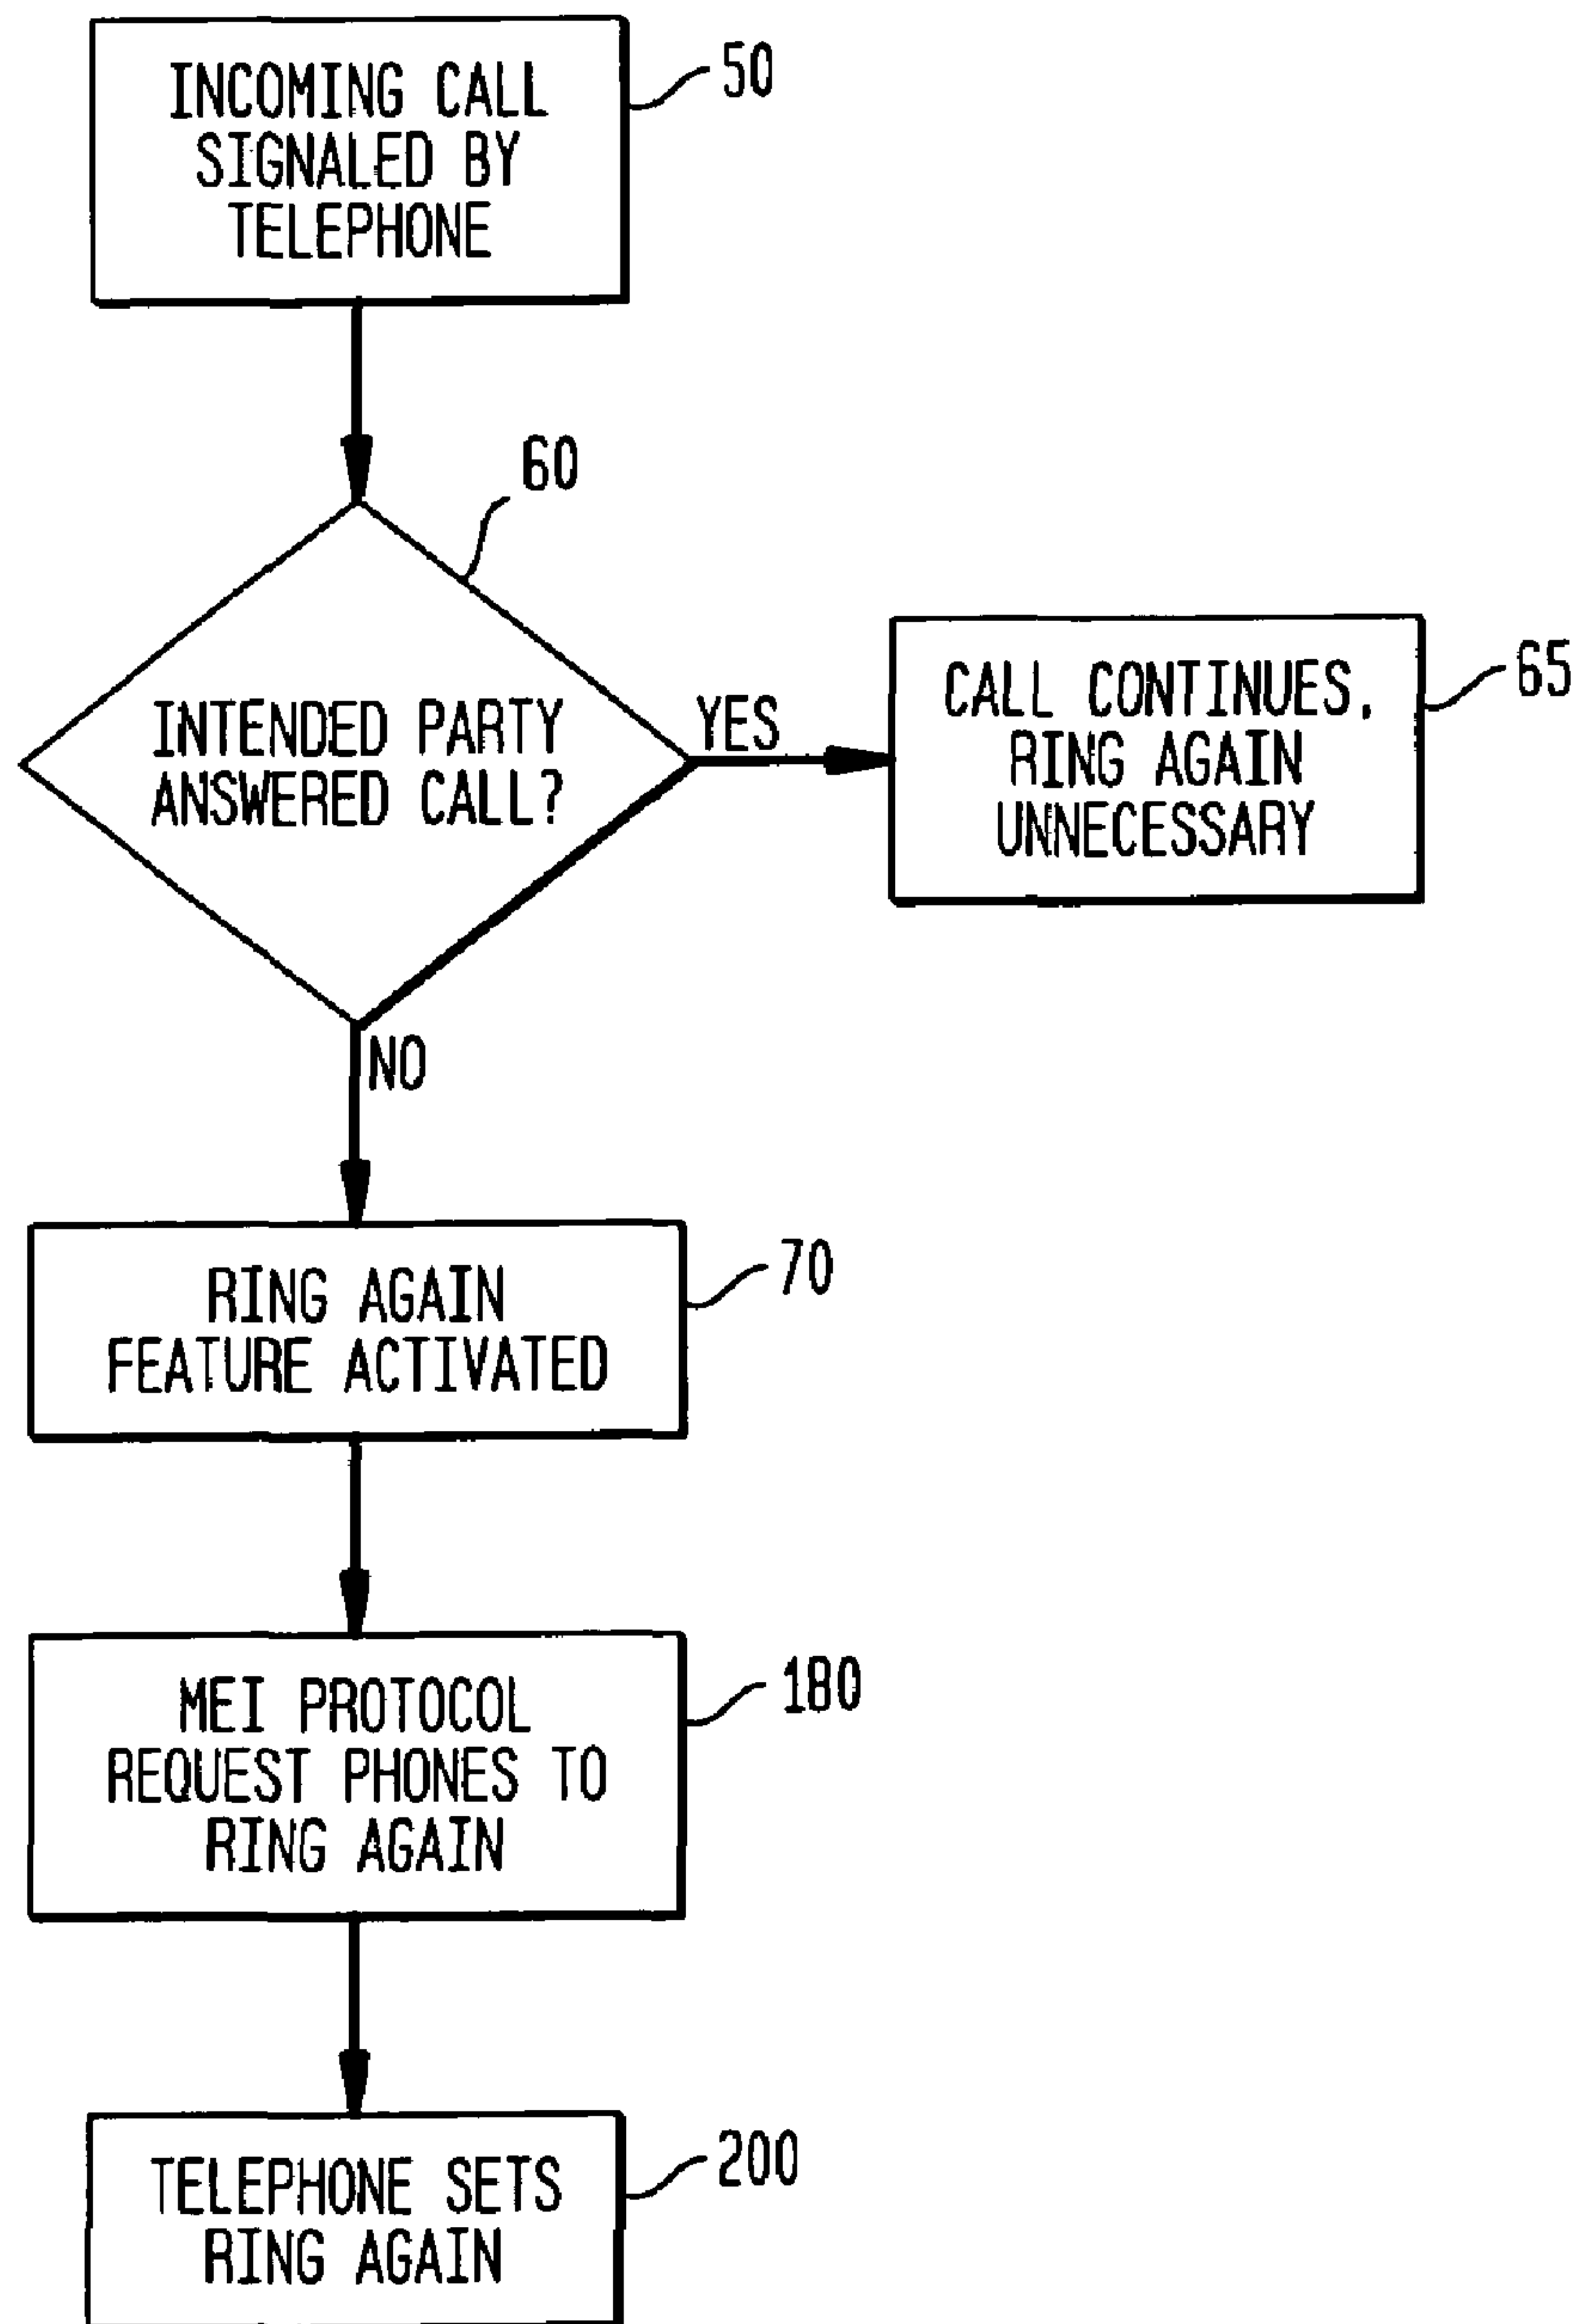 INCOMING CALL
SIGNALED BY
TELEPHONE
50
60
INTENDED PARTY
ANSWERED CALL?
YES
CALL CONTINUES,
RING AGAIN
UNNECESSARY
65
NO
RING AGAIN
FEATURE ACTIVATED
70
MEI PROTOCOL
REQUEST PHONES TO
RING AGAIN
180
TELEPHONE SETS
RING AGAIN
200